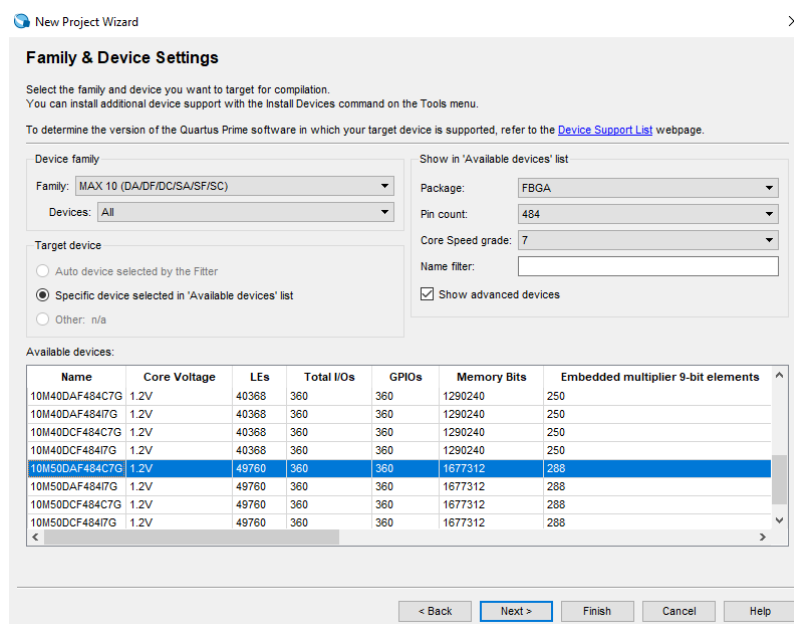 New Project Wizard
Family & Device Settings
Select the family and device you want to target for compilation.
You can install additional device support with the Install Devices command on the Tools menu.
To determine the version of the Quartus Prime software in which your target device is supported, refer to the Device Support List webpage.
Device family
Family: MAX 10 (DA/DF/DC/SA/SF/SC)
Devices: All
Target device
Auto device selected by the Fitter
Specific device selected in 'Available devices' list
Other: n/a
Show in 'Available devices' list
Package: FBGA
Pin count: 484
Core Speed grade: 7
Name filter:
Show advanced devices
Available devices:
Name Core Voltage LEs Total I/Os GPIOs Memory Bits Embedded multiplier 9-bit elements
10M40DAF484C7G 1.2V 40368 360 360 1290240 250
10M40DAF484I7G 1.2V 40368 360 360 1290240 250
10M40DCF484C7G 1.2V 40368 360 360 1290240 250
10M40DCF484I7G 1.2V 40368 360 360 1290240 250
10M50DAF484C7G 1.2V 49760 360 360 1677312 288
10M50DAF484I7G 1.2V 49760 360 360 1677312 288
10M50DCF484C7G 1.2V 49760 360 360 1677312 288
10M50DCF484I7G 1.2V 49760 360 360 1677312 288
< Back Next > Finish Cancel Help